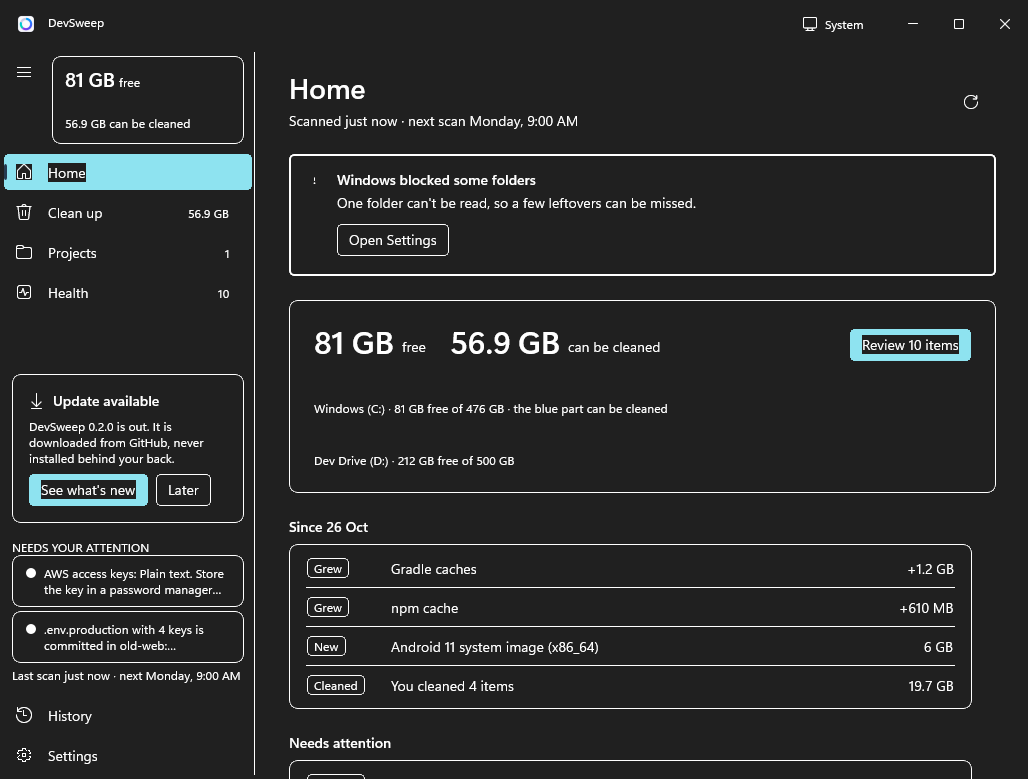 DevSweep
System
81 GB free
56.9 GB can be cleaned
Home
Clean up 56.9 GB
Projects 1
Health 10
Update available
DevSweep 0.2.0 is out. It is
downloaded from GitHub, never
installed behind your back.
See what's new
Later
NEEDS YOUR ATTENTION
AWS access keys: Plain text. Store
the key in a password manager...
.env.production with 4 keys is
committed in old-web:...
Last scan just now · next Monday, 9:00 AM
History
Settings
Home
Scanned just now · next scan Monday, 9:00 AM
Windows blocked some folders
One folder can't be read, so a few leftovers can be missed.
Open Settings
81 GB free 56.9 GB can be cleaned
Review 10 items
Windows (C:) · 81 GB free of 476 GB · the blue part can be cleaned
Dev Drive (D:) · 212 GB free of 500 GB
Since 26 Oct
Grew Gradle caches +1.2 GB
Grew npm cache +610 MB
New Android 11 system image (x86_64) 6 GB
Cleaned You cleaned 4 items 19.7 GB
Needs attention